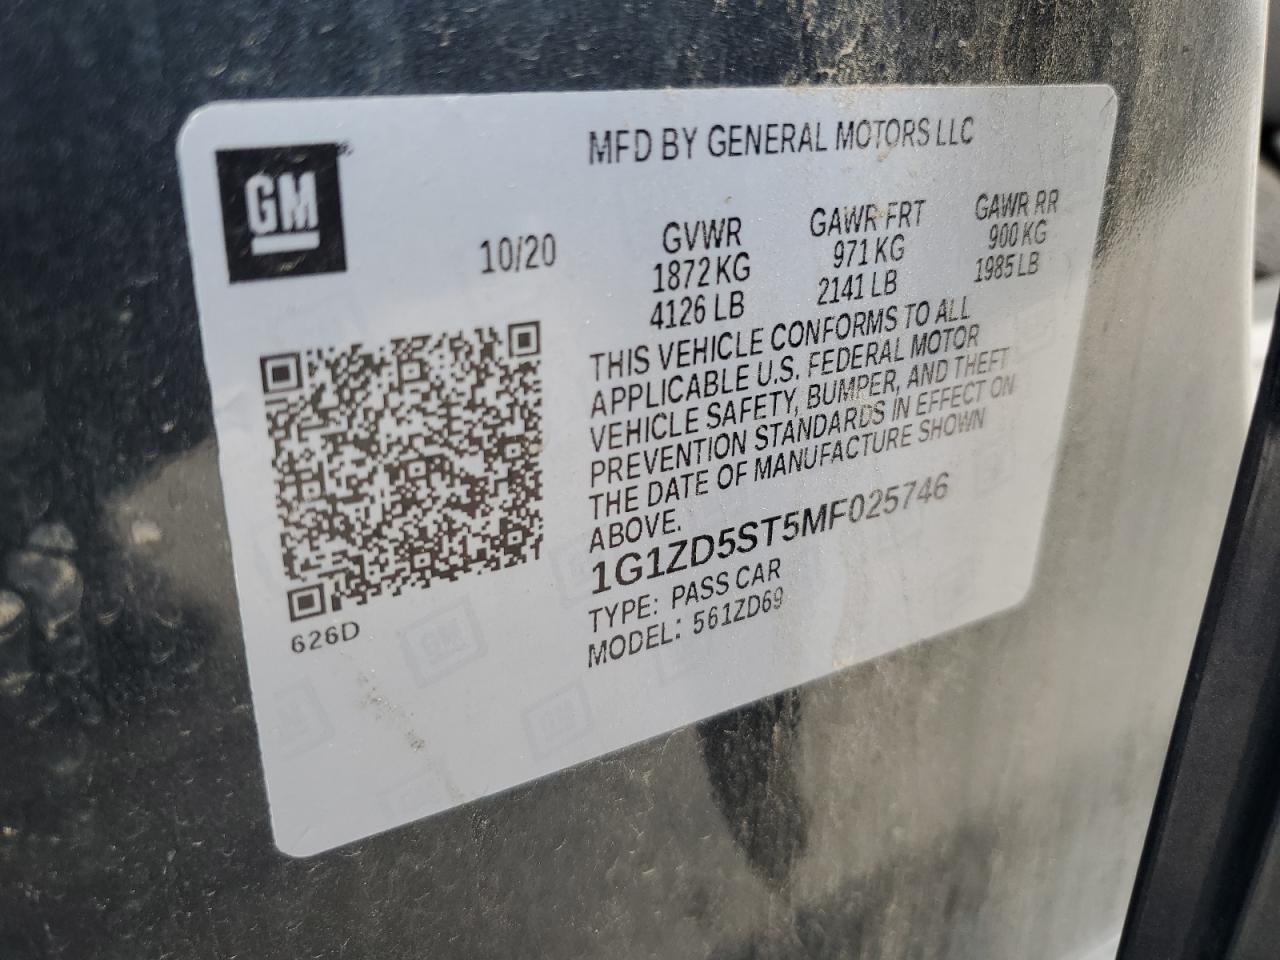 GM
MFD BY GENERAL MOTORS LLC
10/20
GVWR GAWR FRT GAWR RR
1872 KG 971 KG 900 KG
4126 LB 2141 LB 1985 LB
THIS VEHICLE CONFORMS TO ALL
APPLICABLE U.S. FEDERAL MOTOR
VEHICLE SAFETY, BUMPER, AND THEFT
PREVENTION STANDARDS IN EFFECT ON
THE DATE OF MANUFACTURE SHOWN
ABOVE.
1G1ZD5ST5MF025746
TYPE: PASS CAR
MODEL: 561ZD69
626D